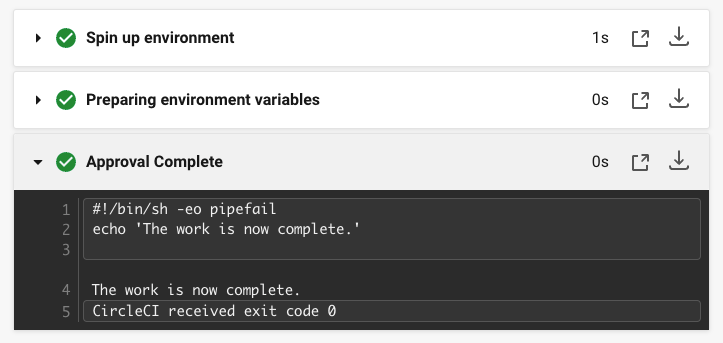 Spin up environment 1s
Preparing environment variables 0s
Approval Complete 0s
1 #!/bin/sh -eo pipefail
2 echo 'The work is now complete.'
3
4 The work is now complete.
5 CircleCI received exit code 0